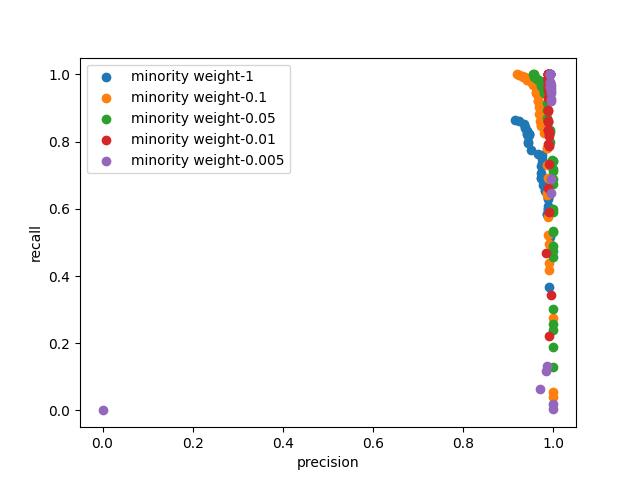 1.0
0.8
0.6
0.4
0.2
0.0
recall
minority weight-1
minority weight-0.1
minority weight-0.05
minority weight-0.01
minority weight-0.005
0.0 0.2 0.4 0.6 0.8 1.0
precision